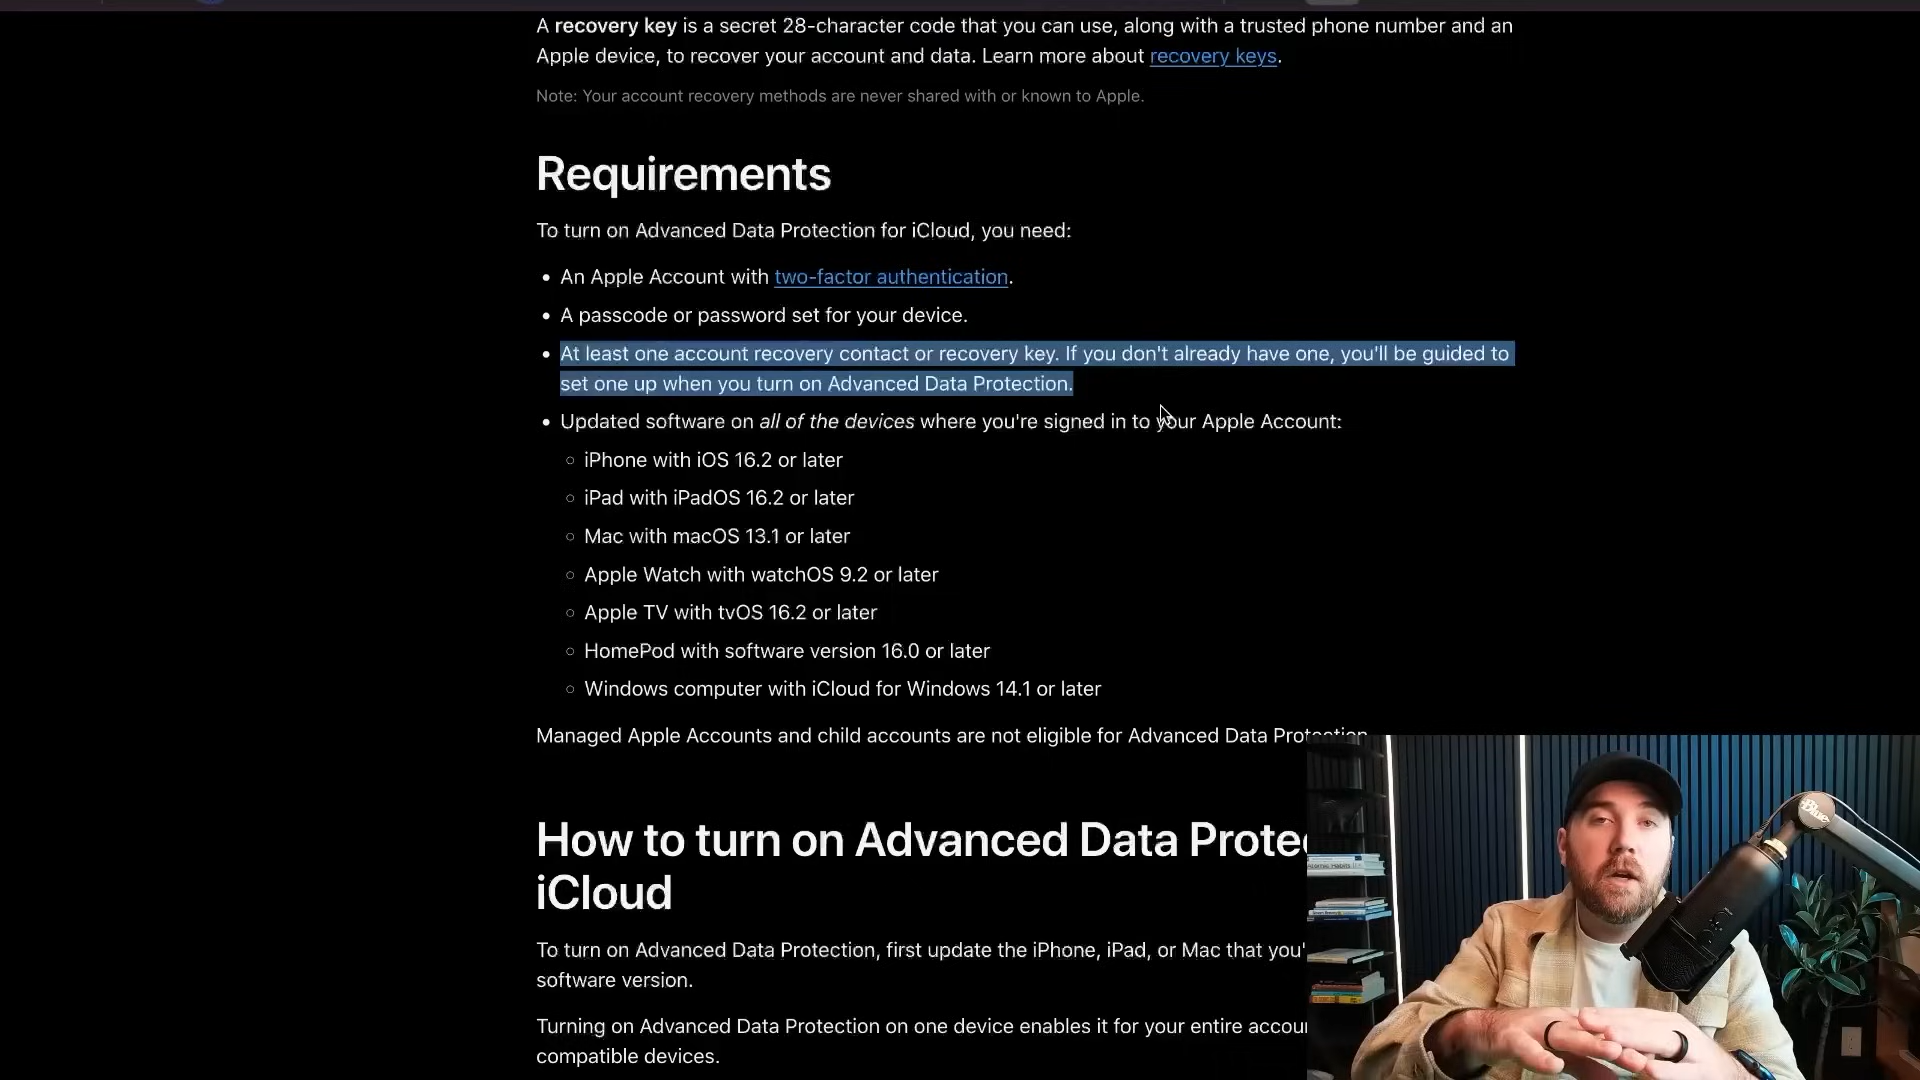 A recovery key is a secret 28-character code that you can use, along with a trusted phone number and an
Apple device, to recover your account and data. Learn more about recovery keys.
Note: Your account recovery methods are never shared with or known to Apple.
Requirements
To turn on Advanced Data Protection for iCloud, you need:
• An Apple Account with two-factor authentication.
• A passcode or password set for your device.
• At least one account recovery contact or recovery key. If you don't already have one, you'll be guided to
set one up when you turn on Advanced Data Protection.
• Updated software on all of the devices where you're signed in to your Apple Account:
○ iPhone with iOS 16.2 or later
○ iPad with iPadOS 16.2 or later
○ Mac with macOS 13.1 or later
○ Apple Watch with watchOS 9.2 or later
○ Apple TV with tvOS 16.2 or later
○ HomePod with software version 16.0 or later
○ Windows computer with iCloud for Windows 14.1 or later
Managed Apple Accounts and child accounts are not eligible for Advanced Data Protection
How to turn on Advanced Data Protec
iCloud
To turn on Advanced Data Protection, first update the iPhone, iPad, or Mac that you'
software version.
Turning on Advanced Data Protection on one device enables it for your entire accoun
compatible devices.
Blue